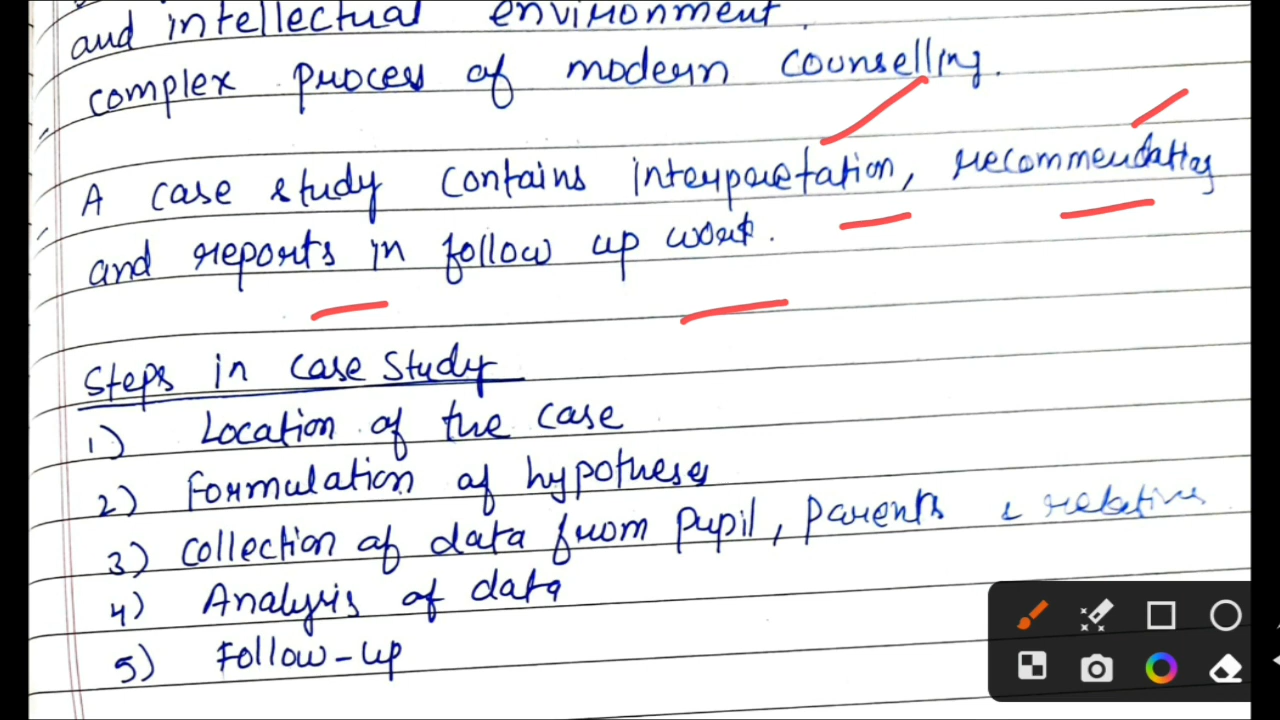 and intellectual environment.
complex process of modern counselling.
A case study contains interpretation, recommendation
and reports in follow up work.
Steps in Case Study
1) Location of the case
2) Formulation of hypotheses
3) Collection of data from pupil, parents & relatives
4) Analysis of data
5) Follow-up